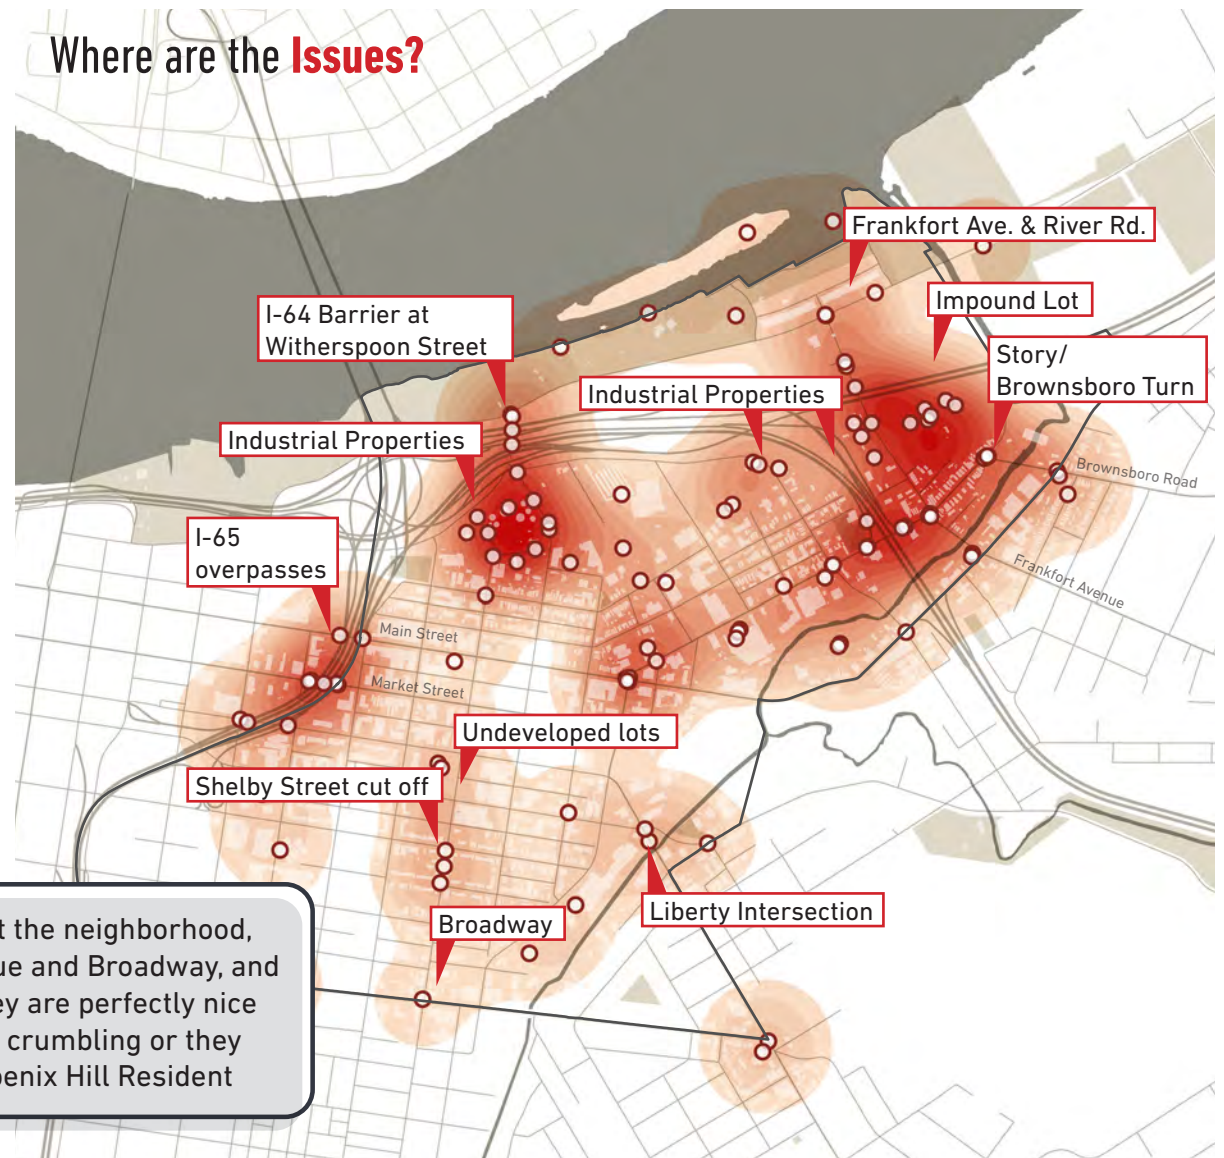 Where are the Issues?
Frankfort Ave. & River Rd.
Impound Lot
I-64 Barrier at
Witherspoon Street
Story/
Brownsboro Turn
Industrial Properties
Industrial Properties
Brownsboro Road
I-65
overpasses
Frankfort Avenue
Main Street
Market Street
Undeveloped lots
Shelby Street cut off
Liberty Intersection
Broadway
t the neighborhood,
ue and Broadway, and
ey are perfectly nice
crumbling or they
oenix Hill Resident